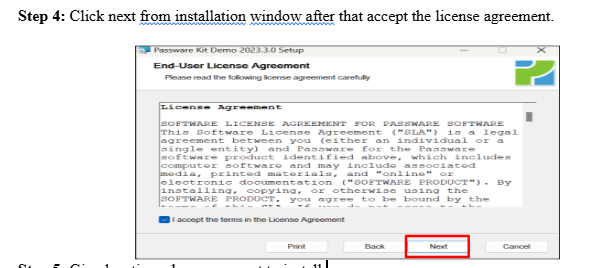 Step 4: Click next from installation window after that accept the license agreement.
Passware Kit Demo 2023.3.0 Setup
End-User License Agreement
Please read the following license agreement carefully
License Agreement
SOFTWARE LICENSE AGREEMENT FOR PASSWARE SOFTWARE
This Software License Agreement ("SLA") is a legal
agreement between you (either an individual or a
single entity) and Passware for the Passware
software product identified above, which includes
computer software and may include associated
media, printed materials, and "online" or
electronic documentation ("SOFTWARE PRODUCT"). By
installing, copying, or otherwise using the
SOFTWARE PRODUCT, you agree to be bound by the
I accept the terms in the License Agreement
Print Back Next Cancel